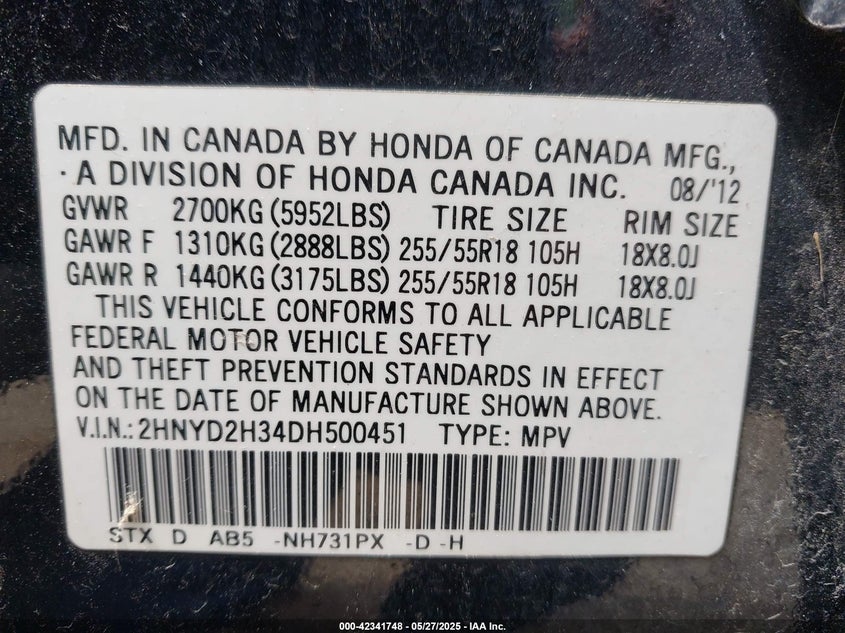 MFD. IN CANADA BY HONDA OF CANADA MFG.,
· A DIVISION OF HONDA CANADA INC. 08/'12
GVWR 2700KG (5952LBS) TIRE SIZE RIM SIZE
GAWR F 1310KG (2888LBS) 255/55R18 105H 18X8.0J
GAWR R 1440KG (3175LBS) 255/55R18 105H 18X8.0J
THIS VEHICLE CONFORMS TO ALL APPLICABLE
FEDERAL MOTOR VEHICLE SAFETY
AND THEFT PREVENTION STANDARDS IN EFFECT
ON THE DATE OF MANUFACTURE SHOWN ABOVE.
V.I.N.: 2HNYD2H34DH500451 TYPE: MPV
STX D AB5 -NH731PX -D -H
000-42341748 — 05/27/2025 — IAA Inc.